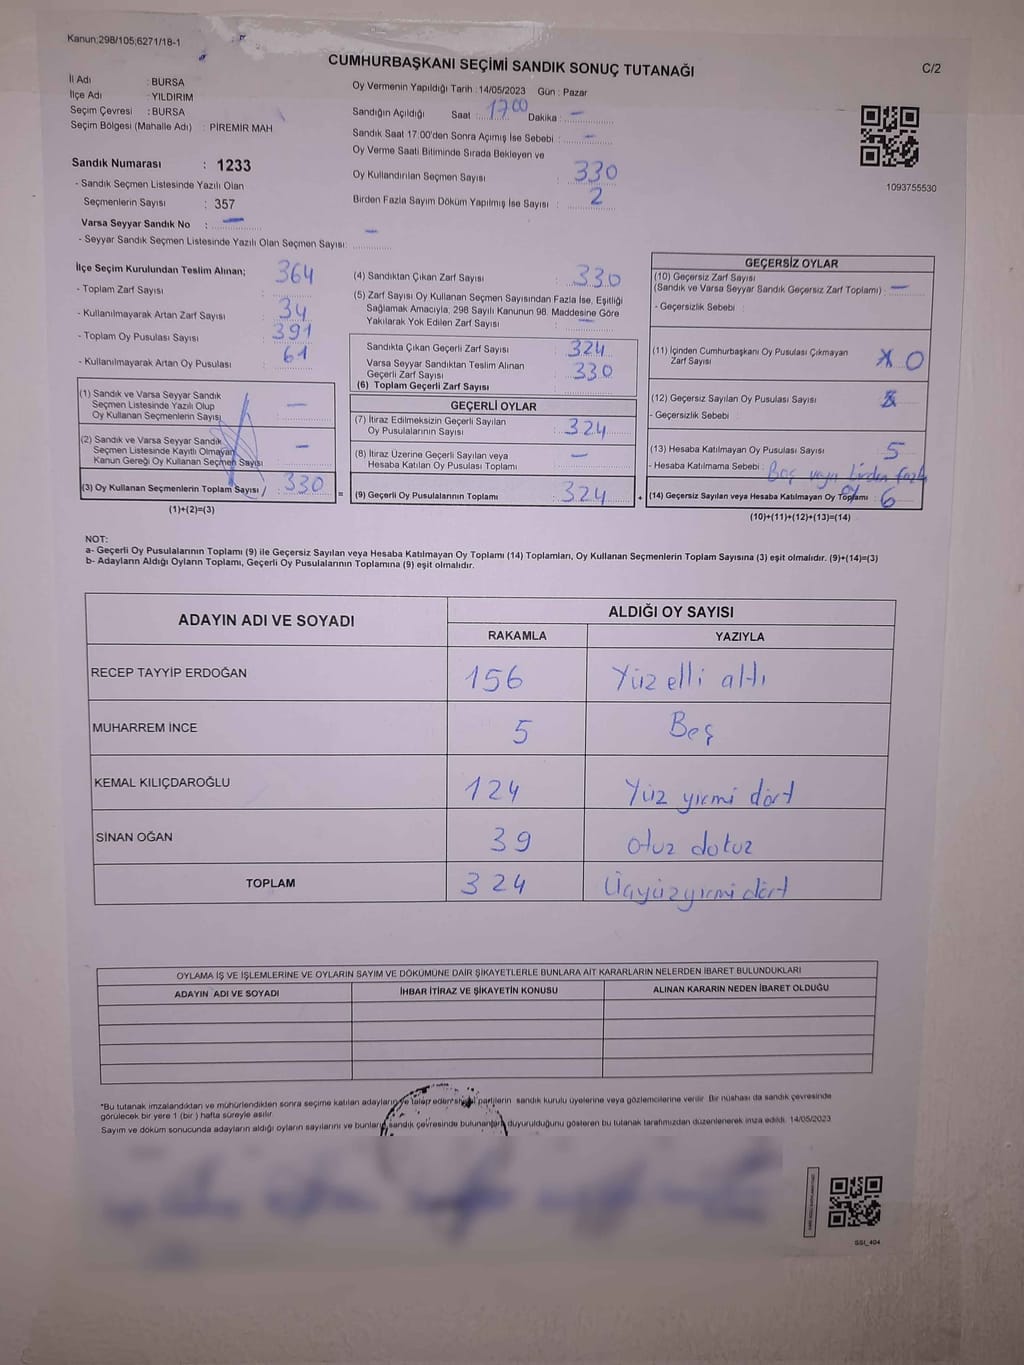 Kanun;298/105;6271/18-1
CUMHURBAŞKANI SEÇİMİ SANDIK SONUÇ TUTANAĞI
C/2
İl Adı : BURSA
İlçe Adı : YILDIRIM
Seçim Çevresi : BURSA
Seçim Bölgesi (Mahalle Adı) : PİREMİR MAH
Sandık Numarası : 1233
- Sandık Seçmen Listesinde Yazılı Olan
Seçmenlerin Sayısı : 357
Varsa Seyyar Sandık No : —
- Seyyar Sandık Seçmen Listesinde Yazılı Olan Seçmen Sayısı: —
Oy Vermenin Yapıldığı Tarih : 14/05/2023 Gün : Pazar
Sandığın Açıldığı Saat 17.00 Dakika : —
Sandık Saat 17:00'den Sonra Açımış İse Sebebi : —
Oy Verme Saati Bitiminde Sırada Bekleyen ve
Oy Kullandırılan Seçmen Sayısı : 330
Birden Fazla Sayım Döküm Yapılmış İse Sayısı : 2
1093755530
İlçe Seçim Kurulundan Teslim Alınan;
- Toplam Zarf Sayısı 364
- Kullanılmayarak Artan Zarf Sayısı : 34
- Toplam Oy Pusulası Sayısı : 391
- Kullanılmayarak Artan Oy Pusulası : 61
(1) Sandık ve Varsa Seyyar Sandık
Seçmen Listesinde Yazılı Olup
Oy Kullanan Seçmenlerin Sayısı —
(2) Sandık ve Varsa Seyyar Sandık
Seçmen Listesinde Kayıtlı Olmayan
Kanun Gereği Oy Kullanan Seçmen Sayısı —
(3) Oy Kullanan Seçmenlerin Toplam Sayısı / 330
(1)+(2)=(3)
(4) Sandıktan Çıkan Zarf Sayısı : 330
(5) Zarf Sayısı Oy Kullanan Seçmen Sayısından Fazla İse, Eşitliği
Sağlamak Amacıyla, 298 Sayılı Kanunun 98. Maddesine Göre
Yakılarak Yok Edilen Zarf Sayısı : —
Sandıkta Çıkan Geçerli Zarf Sayısı : 324
Varsa Seyyar Sandıktan Teslim Alınan
Geçerli Zarf Sayısı : 330
(6) Toplam Geçerli Zarf Sayısı
GEÇERLİ OYLAR
(7) İtiraz Edilmeksizin Geçerli Sayılan
Oy Pusulalarının Sayısı : 324
(8) İtiraz Üzerine Geçerli Sayılan veya
Hesaba Katılan Oy Pusulası Toplamı : —
= (9) Geçerli Oy Pusulalarının Toplamı : 324 +
GEÇERSİZ OYLAR
(10) Geçersiz Zarf Sayısı
(Sandık ve Varsa Seyyar Sandık Geçersiz Zarf Toplamı) : —
- Geçersizlik Sebebi :
(11) İçinden Cumhurbaşkanı Oy Pusulası Çıkmayan
Zarf Sayısı 0
(12) Geçersiz Sayılan Oy Pusulası Sayısı :
- Geçersizlik Sebebi :
(13) Hesaba Katılmayan Oy Pusulası Sayısı : 5
- Hesaba Katılmama Sebebi : Boş veya birden fazla
oy
(14) Geçersiz Sayılan veya Hesaba Katılmayan Oy Toplamı : 6
(10)+(11)+(12)+(13)=(14)
NOT:
a- Geçerli Oy Pusulalarının Toplamı (9) ile Geçersiz Sayılan veya Hesaba Katılmayan Oy Toplamı (14) Toplamları, Oy Kullanan Seçmenlerin Toplam Sayısına (3) eşit olmalıdır. (9)+(14)=(3)
b- Adayların Aldığı Oyların Toplamı, Geçerli Oy Pusulalarının Toplamına (9) eşit olmalıdır.
ADAYIN ADI VE SOYADI ALDIĞI OY SAYISI
RAKAMLA YAZIYLA
RECEP TAYYİP ERDOĞAN 156 Yüz elli altı
MUHARREM İNCE 5 Beş
KEMAL KILIÇDAROĞLU 124 Yüz yirmi dört
SİNAN OĞAN 39 otuz dokuz
TOPLAM 324 Üçyüzyirmi dört
OYLAMA İŞ VE İŞLEMLERİNE VE OYLARIN SAYIM VE DÖKÜMÜNE DAİR ŞİKAYETLERLE BUNLARA AİT KARARLARIN NELERDEN İBARET BULUNDUKLARI
ADAYIN ADI VE SOYADI İHBAR İTİRAZ VE ŞİKAYETİN KONUSU ALINAN KARARIN NEDEN İBARET OLDUĞU
*Bu tutanak imzalandıktan ve mühürlendikten sonra seçime katılan adayların ve talep eden siyasi partilerin sandık kurulu üyelerine veya gözlemcilerine verilir. Bir nüshası da sandık çevresinde
görülecek bir yere 1 (bir) hafta süreyle asılır.
Sayım ve döküm sonucunda adayların aldığı oyların sayılarını ve bunların sandık çevresinde bulunanlara duyurulduğunu gösteren bu tutanak tarafımızdan düzenlenerek imza edildi. 14/05/2023
SSI_404